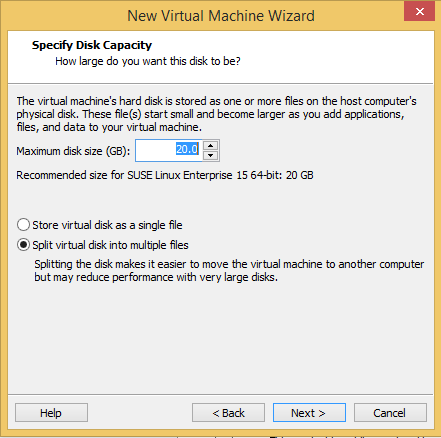 New Virtual Machine Wizard
Specify Disk Capacity
How large do you want this disk to be?
The virtual machine's hard disk is stored as one or more files on the host computer's
physical disk. These file(s) start small and become larger as you add applications,
files, and data to your virtual machine.
Maximum disk size (GB): 20.0
Recommended size for SUSE Linux Enterprise 15 64-bit: 20 GB
Store virtual disk as a single file
Split virtual disk into multiple files
Splitting the disk makes it easier to move the virtual machine to another computer
but may reduce performance with very large disks.
Help < Back Next > Cancel